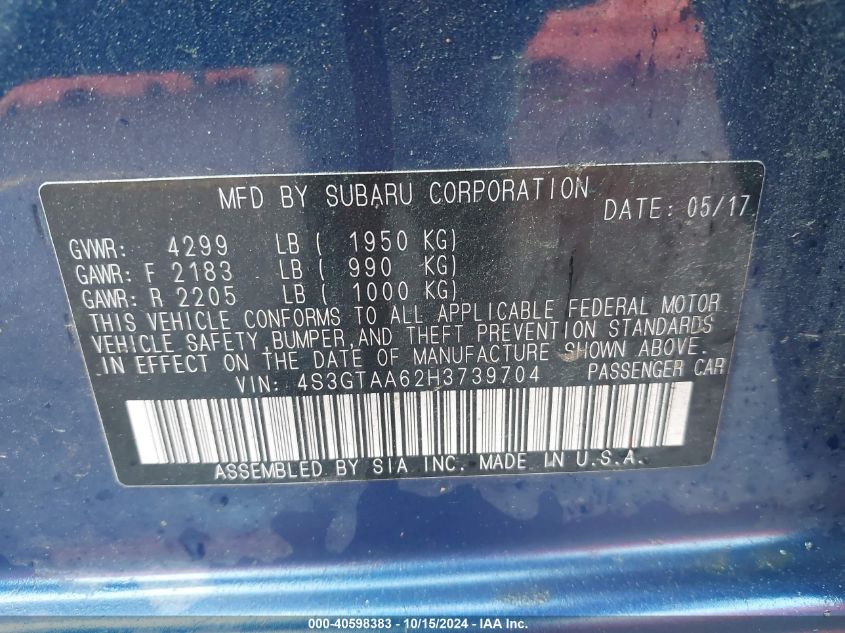 MFD BY SUBARU CORPORATION DATE: 05/17
GVWR: 4299 LB ( 1950 KG)
GAWR: F 2183 LB ( 990 KG)
GAWR: R 2205 LB ( 1000 KG)
THIS VEHICLE CONFORMS TO ALL APPLICABLE FEDERAL MOTOR
VEHICLE SAFETY, BUMPER, AND THEFT PREVENTION STANDARDS
IN EFFECT ON THE DATE OF MANUFACTURE SHOWN ABOVE.
VIN: 4S3GTAA62H3739704 PASSENGER CAR
ASSEMBLED BY SIA INC. MADE IN U.S.A.
000-40598383 - 10/15/2024 - IAA Inc.